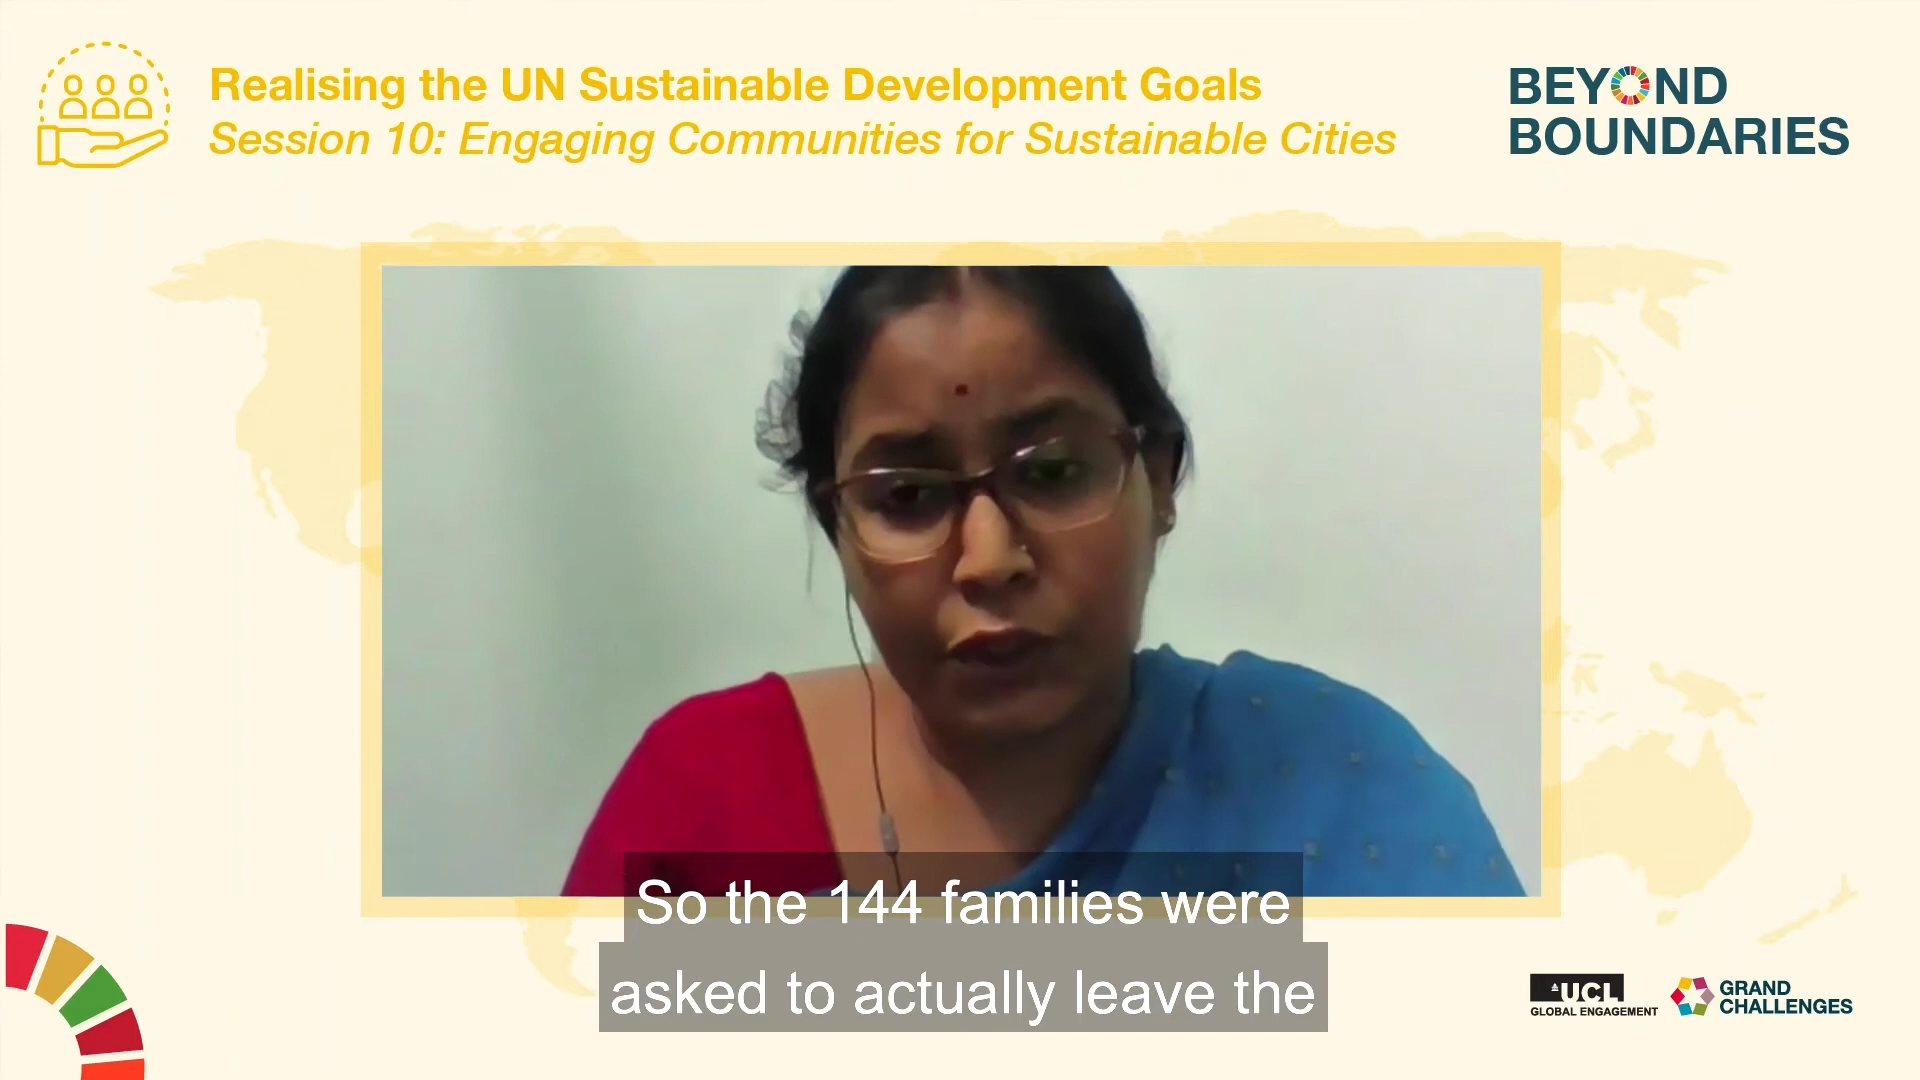 Realising the UN Sustainable Development Goals
Session 10: Engaging Communities for Sustainable Cities
BEYOND
BOUNDARIES
So the 144 families were
asked to actually leave the
UCL
GLOBAL ENGAGEMENT
GRAND
CHALLENGES